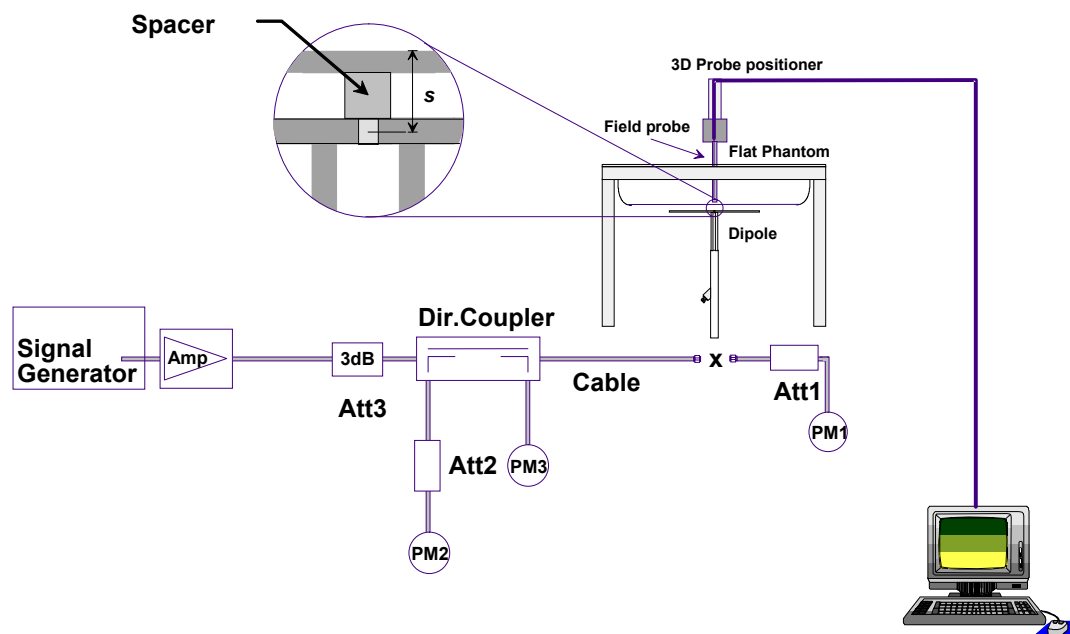 Spacer
s
3D Probe positioner
Field probe
Flat Phantom
Dipole
Dir.Coupler
Signal
Generator
Amp
3dB
Att3
Cable
x
Att1
PM1
Att2
PM3
PM2